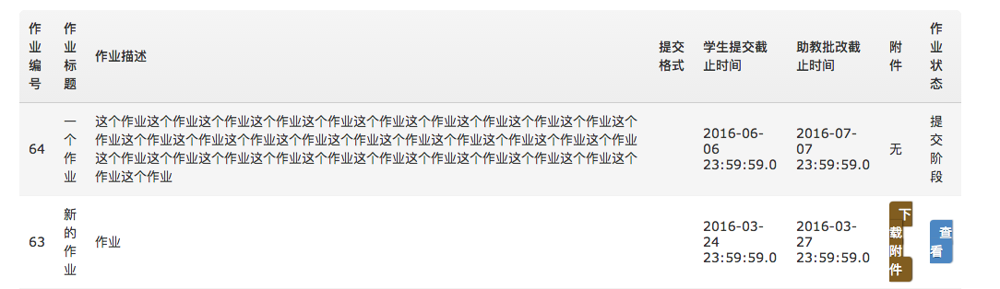 作
业
编
号
作
业
标
题
作业描述
提交
格式
学生提交截
止时间
助教批改截
止时间
附
件
作
业
状
态
64
一
个
作
业
这个作业这个作业这个作业这个作业这个作业这个作业这个作业这个作业这个作业这个作业这个
作业这个作业这个作业这个作业这个作业这个作业这个作业这个作业这个作业这个作业这个作业
这个作业这个作业这个作业这个作业这个作业这个作业这个作业这个作业这个作业这个作业这个
作业这个作业
2016-06-
06
23:59:59.0
2016-07-
07
23:59:59.0
无
提
交
阶
段
63
新
的
作
业
作业
2016-03-
24
23:59:59.0
2016-03-
27
23:59:59.0
下
载
附
件
查
看